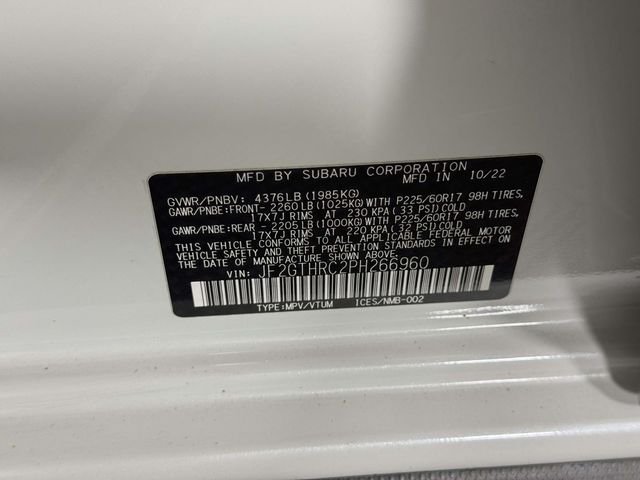 MFD BY SUBARU CORPORATION
MFD IN 10/22
GVWR/PNBV: 4376LB(1985KG)
GAWR/PNBE:FRONT- 2260LB(1025KG)WITH P225/60R17 98H TIRES,
17X7J RIMS AT 230 KPA(33 PSI)COLD
GAWR/PNBE:REAR - 2205LB(1000KG)WITH P225/60R17 98H TIRES,
17X7J RIMS AT 220 KPA(32 PSI)COLD
THIS VEHICLE CONFORMS TO ALL APPLICABLE FEDERAL MOTOR
VEHICLE SAFETY AND THEFT PREVENTION STANDARDS IN EFFECT ON
THE DATE OF MANUFACTURE SHOWN ABOVE.
VIN: JF2GTHRC2PH266960
TYPE:MPV/VTUM ICES/NMB-002